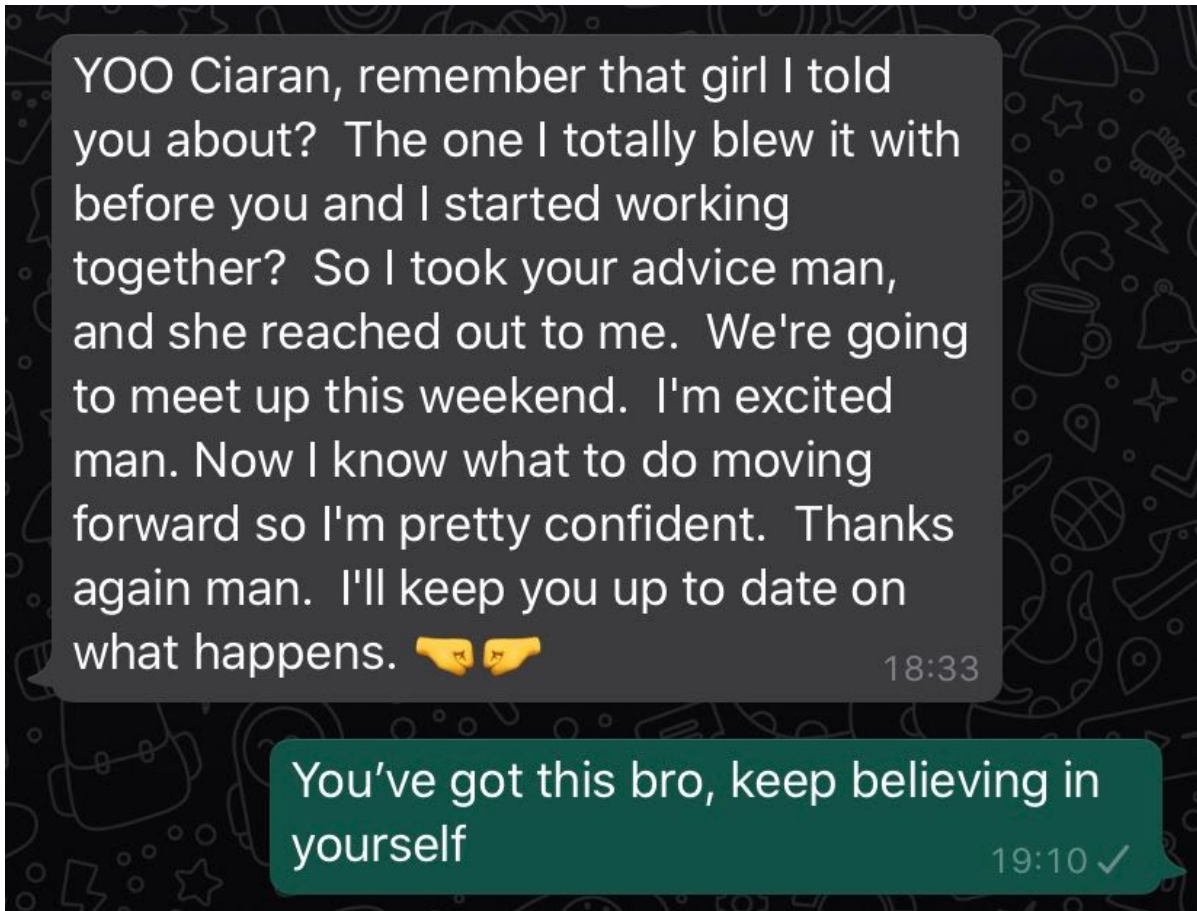 YOO Ciaran, remember that girl I told
you about?  The one I totally blew it with
before you and I started working
together?  So I took your advice man,
and she reached out to me.  We're going
to meet up this weekend.  I'm excited
man. Now I know what to do moving
forward so I'm pretty confident.  Thanks
again man.  I'll keep you up to date on
what happens. 🤜🤛
18:33
You’ve got this bro, keep believing in
yourself
19:10